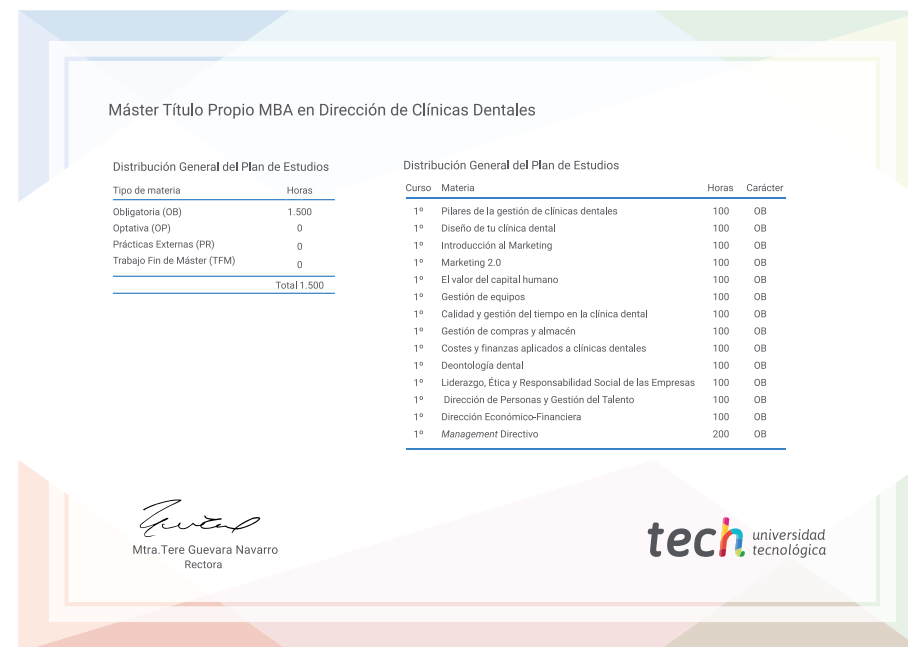 Máster Título Propio MBA en Dirección de Clínicas Dentales
Distribución General del Plan de Estudios
Tipo de materia Horas
Obligatoria (OB) 1.500
Optativa (OP) 0
Prácticas Externas (PR) 0
Trabajo Fin de Máster (TFM) 0
Total 1.500
Distribución General del Plan de Estudios
Curso Materia Horas Carácter
1º Pilares de la gestión de clínicas dentales 100 OB
1º Diseño de tu clínica dental 100 OB
1º Introducción al Marketing 100 OB
1º Marketing 2.0 100 OB
1º El valor del capital humano 100 OB
1º Gestión de equipos 100 OB
1º Calidad y gestión del tiempo en la clínica dental 100 OB
1º Gestión de compras y almacén 100 OB
1º Costes y finanzas aplicados a clínicas dentales 100 OB
1º Deontología dental 100 OB
1º Liderazgo, Ética y Responsabilidad Social de las Empresas 100 OB
1º Dirección de Personas y Gestión del Talento 100 OB
1º Dirección Económico-Financiera 100 OB
1º Management Directivo 200 OB
Mtra.Tere Guevara Navarro
Rectora
tech universidad
tecnológica